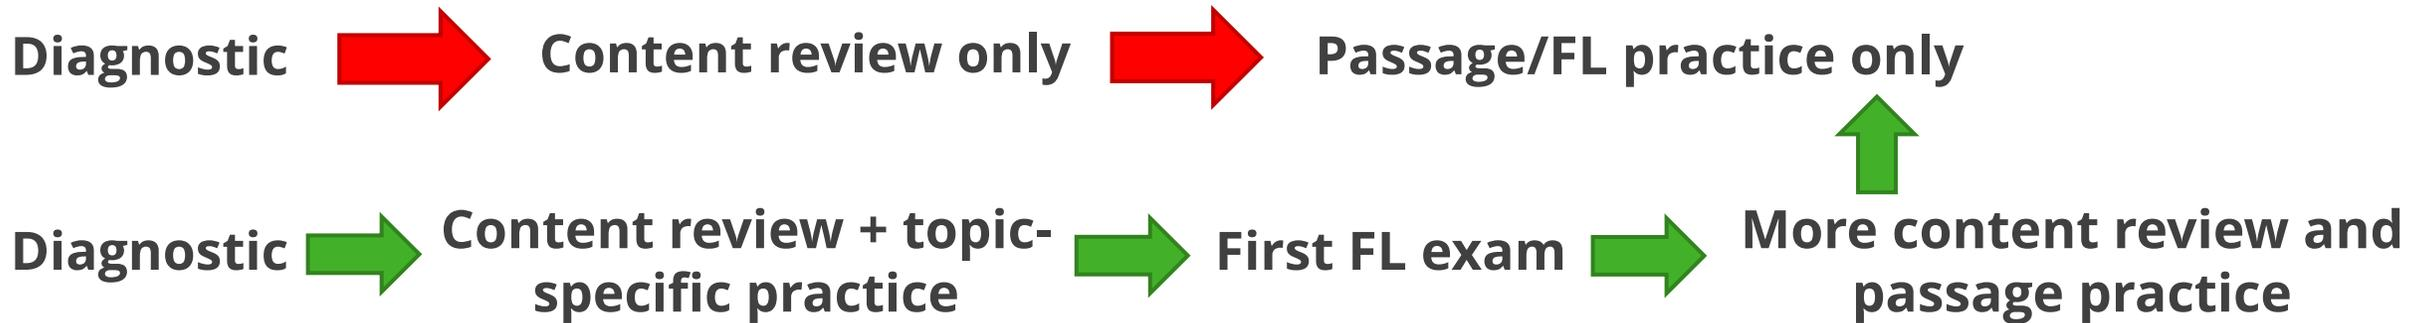 Diagnostic
Content review only
Passage/FL practice only
Diagnostic
Content review + topic-
specific practice
First FL exam
More content review and
passage practice